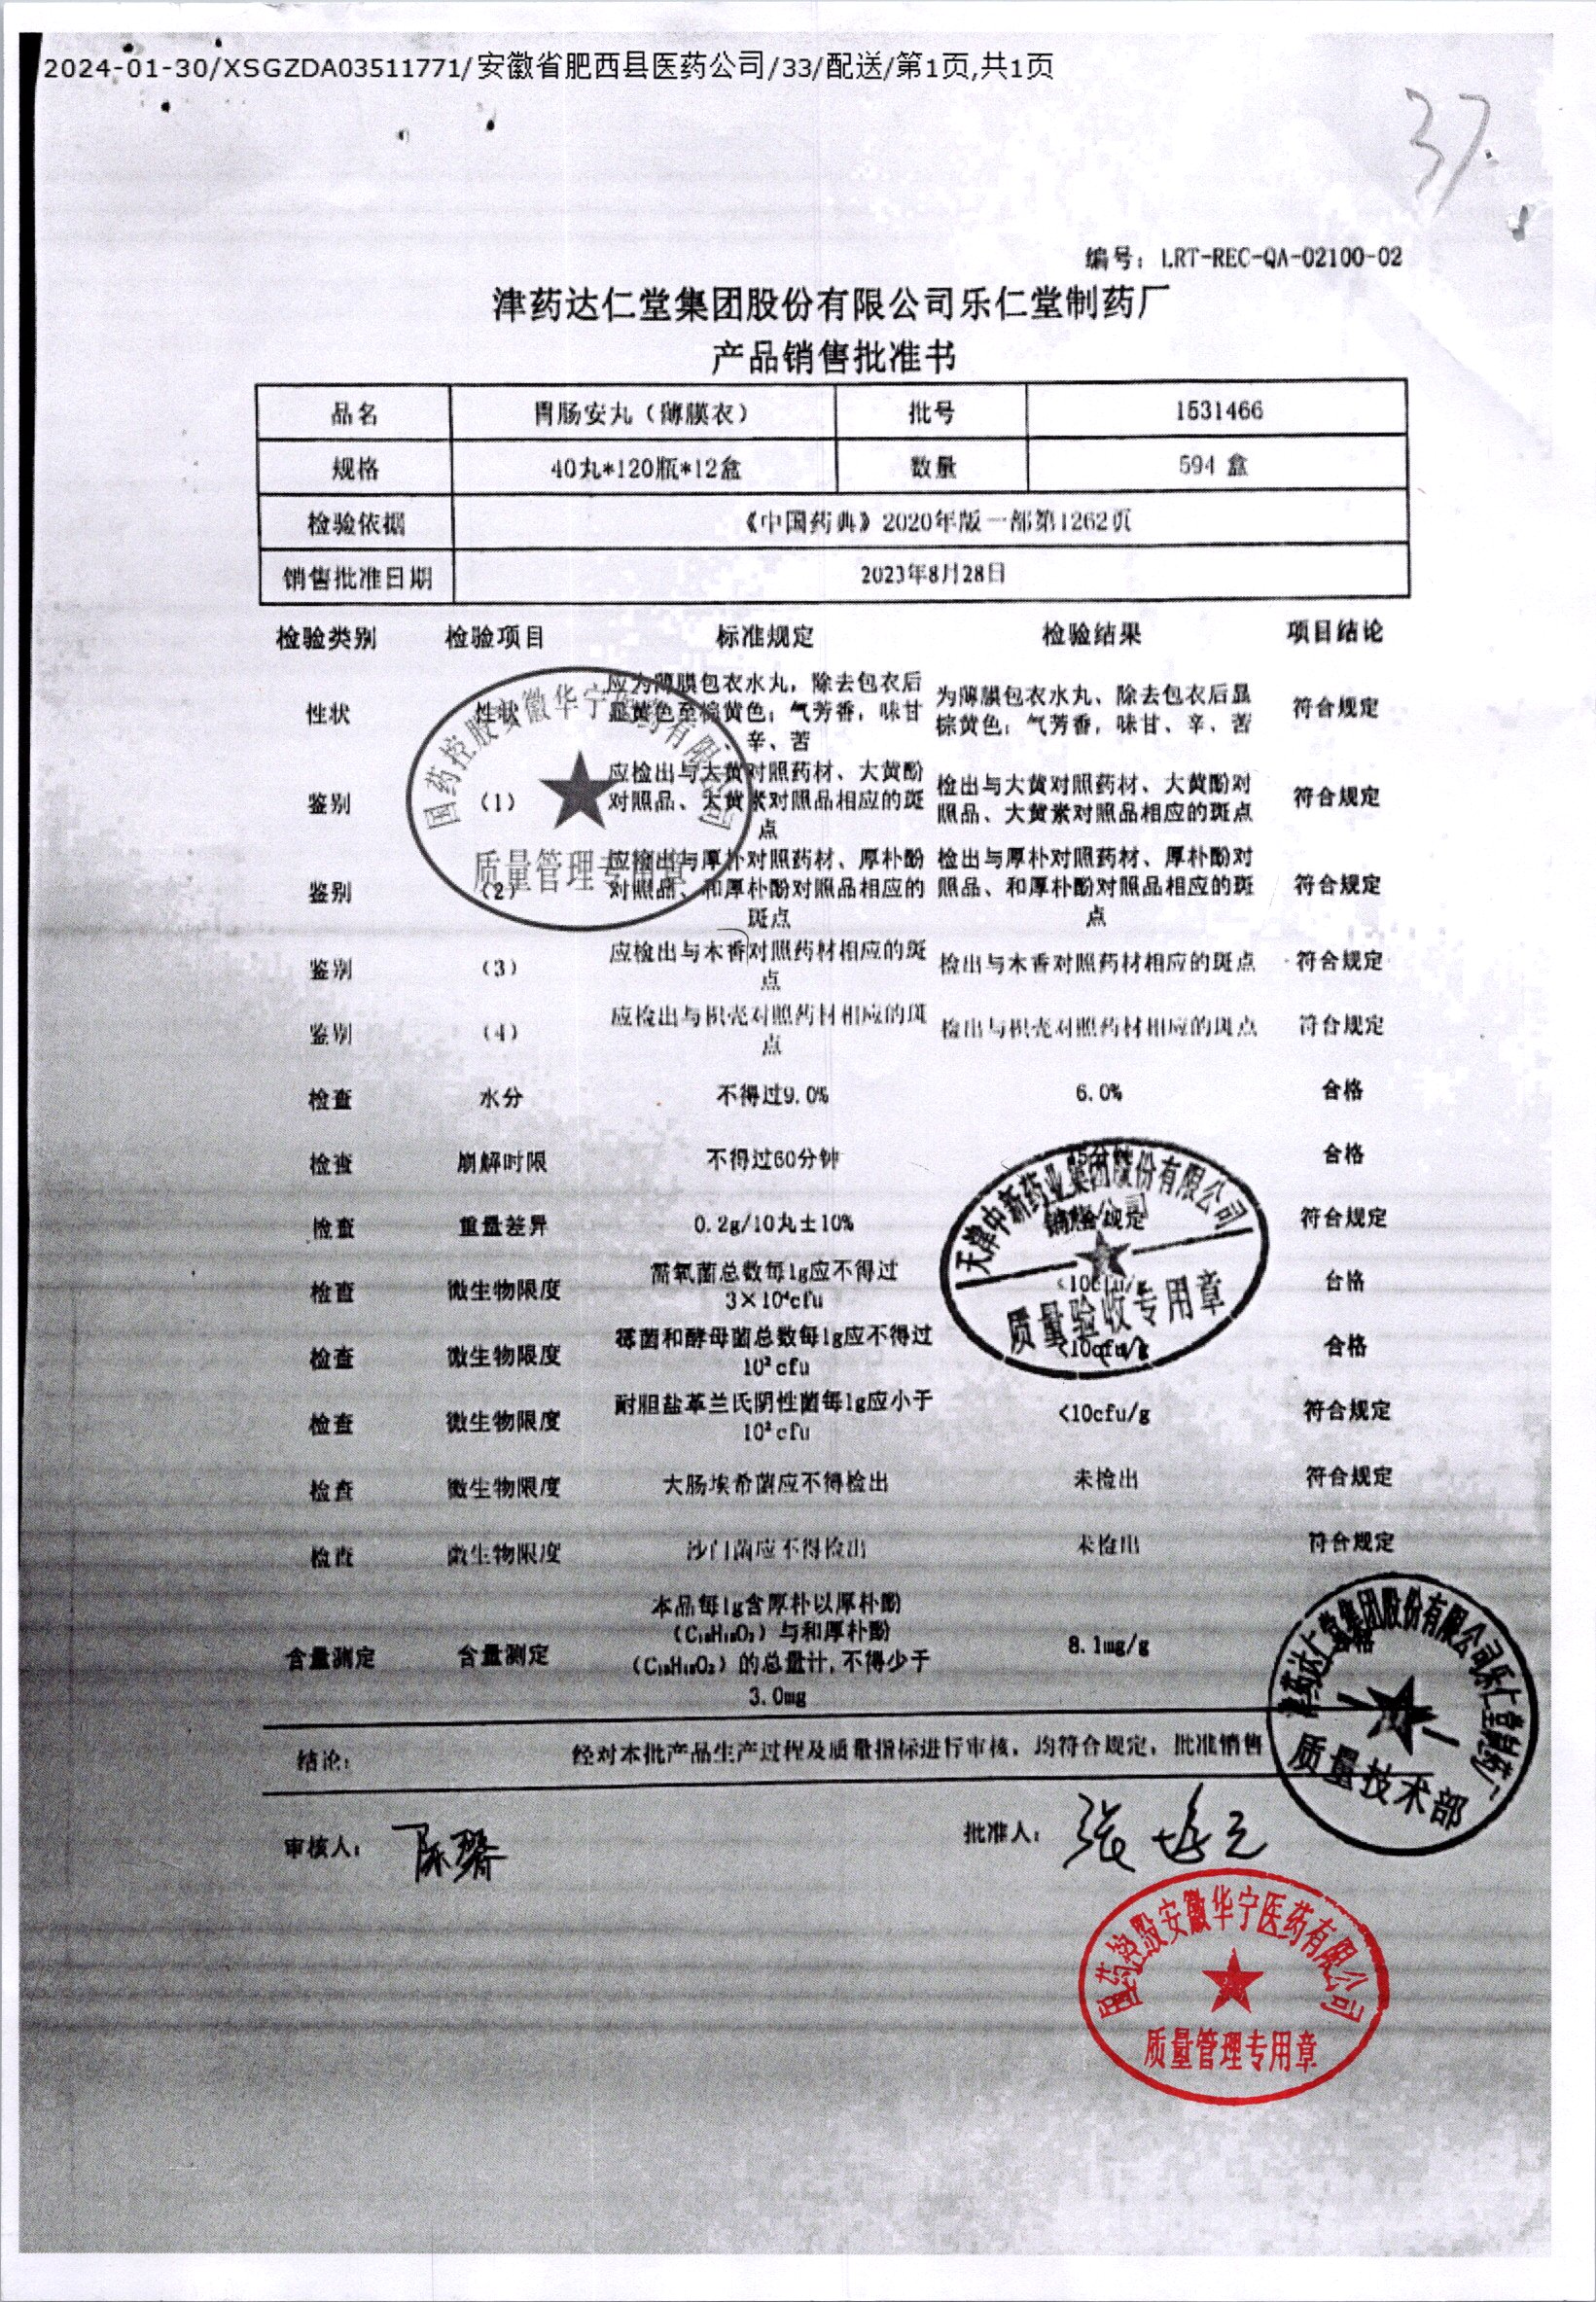 2024-01-30/XSGZDA03511771/安徽省肥西县医药公司/33/配送/第1页,共1页
37.
编号：LRT-REC-QA-02100-02
津药达仁堂集团股份有限公司乐仁堂制药厂
产品销售批准书
品名 胃肠安丸（薄膜衣） 批号 1531466
规格 40丸*120瓶*12盒 数量 594 盒
检验依据 《中国药典》2020年版一部第1262页
销售批准日期 2023年8月28日
检验类别 检验项目 标准规定 检验结果 项目结论
性状 性状 应为薄膜包衣水丸，除去包衣后显黄色至棕黄色；气芳香，味甘辛、苦 为薄膜包衣水丸、除去包衣后显棕黄色；气芳香，味甘、辛、苦 符合规定
鉴别 （1） 应检出与大黄对照药材、大黄酚对照品、大黄素对照品相应的斑点 检出与大黄对照药材、大黄酚对照品、大黄素对照品相应的斑点 符合规定
鉴别 （2） 应检出与厚朴对照药材、厚朴酚对照品、和厚朴酚对照品相应的斑点 检出与厚朴对照药材、厚朴酚对照品、和厚朴酚对照品相应的斑点 符合规定
鉴别 （3） 应检出与木香对照药材相应的斑点 检出与木香对照药材相应的斑点 符合规定
鉴别 （4） 应检出与枳壳对照药材相应的斑点 检出与枳壳对照药材相应的斑点 符合规定
检查 水分 不得过9.0% 6.0% 合格
检查 崩解时限 不得过60分钟 合格
检查 重量差异 0.2g/10丸±10% 符合规定 符合规定
检查 微生物限度 需氧菌总数每1g应不得过3×10⁴cfu <10cfu/g 合格
检查 微生物限度 霉菌和酵母菌总数每1g应不得过10²cfu <10cfu/g 合格
检查 微生物限度 耐胆盐革兰氏阴性菌每1g应小于10²cfu <10cfu/g 符合规定
检查 微生物限度 大肠埃希菌应不得检出 未检出 符合规定
检查 微生物限度 沙门菌应不得检出 未检出 符合规定
含量测定 含量测定 本品每1g含厚朴以厚朴酚（C₁₈H₁₈O₂）与和厚朴酚（C₁₈H₁₈O₂）的总量计,不得少于3.0mg 8.1mg/g 合格
结论： 经对本批产品生产过程及质量指标进行审核，均符合规定，批准销售
审核人： 批准人：
国药控股安徽华宁医药有限公司
质量管理专用章
天津中新药业集团股份有限公司
销售公司
质量验收专用章
津药达仁堂集团股份有限公司乐仁堂制药厂
质量技术部
国药控股安徽华宁医药有限公司
质量管理专用章